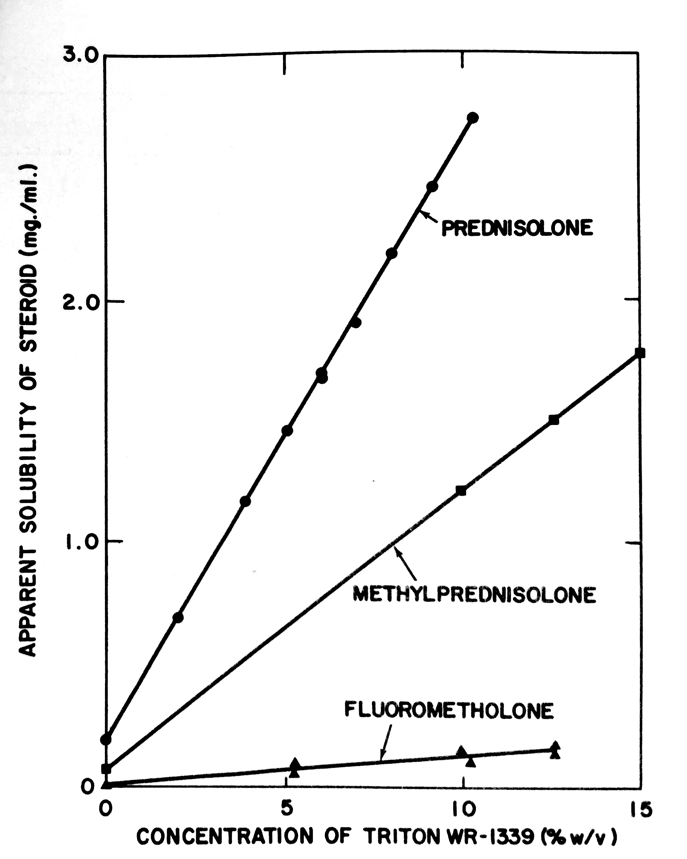 3.0
2.0
1.0
0
0
5
10
15
APPARENT SOLUBILITY OF STEROID (mg./ml.)
PREDNISOLONE
METHYLPREDNISOLONE
FLUOROMETHOLONE
CONCENTRATION OF TRITON WR-1339 (% w/v)